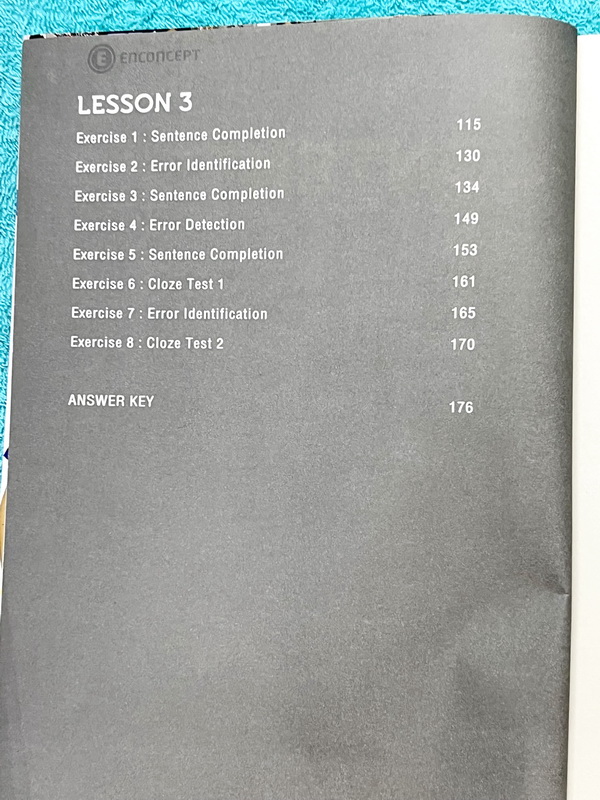 E ENCONCEPT
LESSON 3
Exercise 1 : Sentence Completion 115
Exercise 2 : Error Identification 130
Exercise 3 : Sentence Completion 134
Exercise 4 : Error Detection 149
Exercise 5 : Sentence Completion 153
Exercise 6 : Cloze Test 1 161
Exercise 7 : Error Identification 165
Exercise 8 : Cloze Test 2 170
ANSWER KEY 176